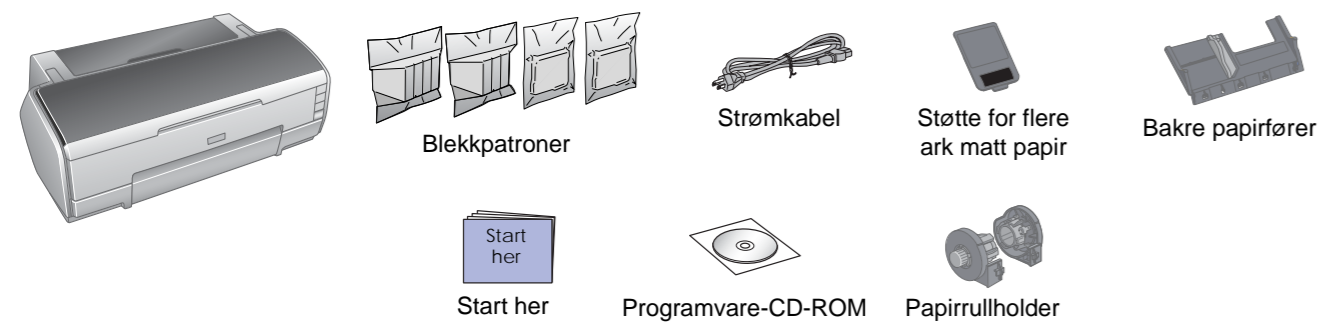 Blekkpatroner
Strømkabel
Støtte for flere
ark matt papir
Bakre papirfører
Start
her
Start her
Programvare-CD-ROM
Papirrullholder